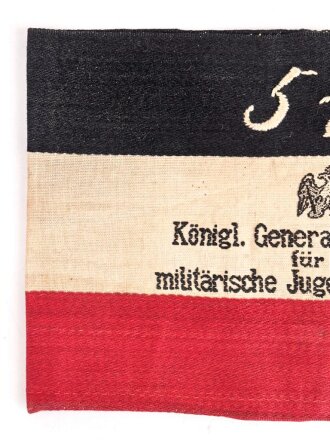 5
Königl. Genera
für
militärische Juge